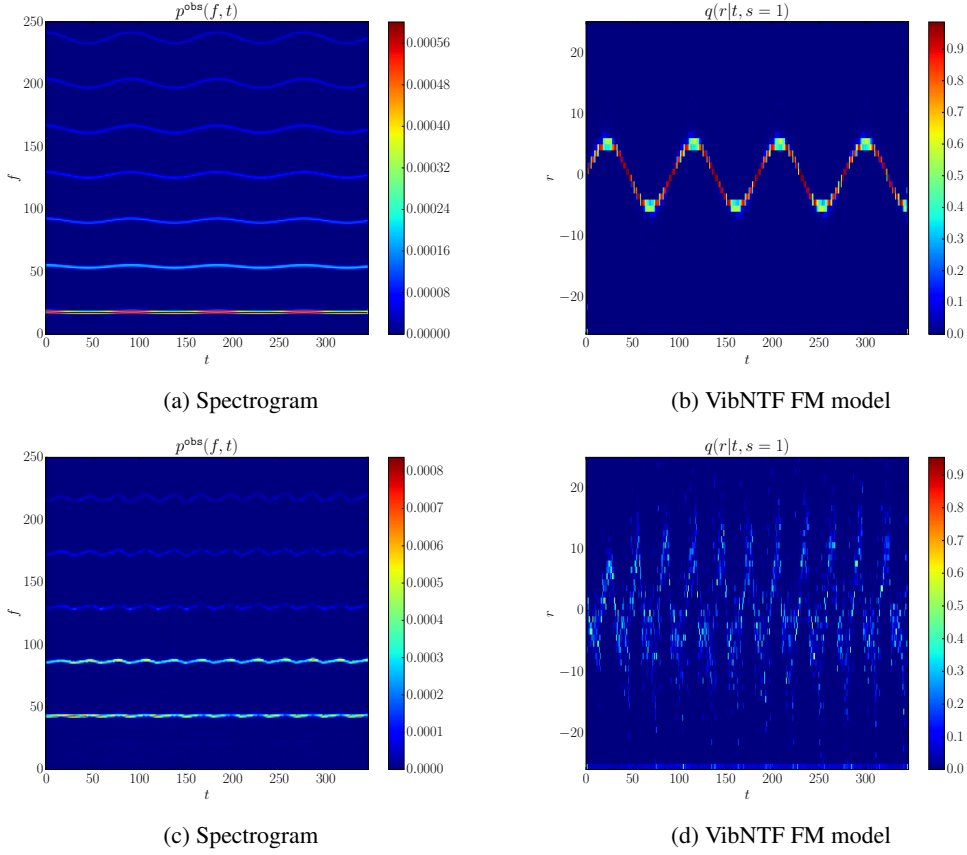 p^obs(f, t)
q(r|t, s = 1)
250
200
150
100
50
0
f
0 50 100 150 200 250 300
t
0.00056
0.00048
0.00040
0.00032
0.00024
0.00016
0.00008
0.00000
20
10
0
−10
−20
r
0 50 100 150 200 250 300
t
0.9
0.8
0.7
0.6
0.5
0.4
0.3
0.2
0.1
0.0
(a) Spectrogram
(b) VibNTF FM model
p^obs(f, t)
q(r|t, s = 1)
250
200
150
100
50
0
f
0 50 100 150 200 250 300
t
0.0008
0.0007
0.0006
0.0005
0.0004
0.0003
0.0002
0.0001
0.0000
20
10
0
−10
−20
r
0 50 100 150 200 250 300
t
0.9
0.8
0.7
0.6
0.5
0.4
0.3
0.2
0.1
0.0
(c) Spectrogram
(d) VibNTF FM model